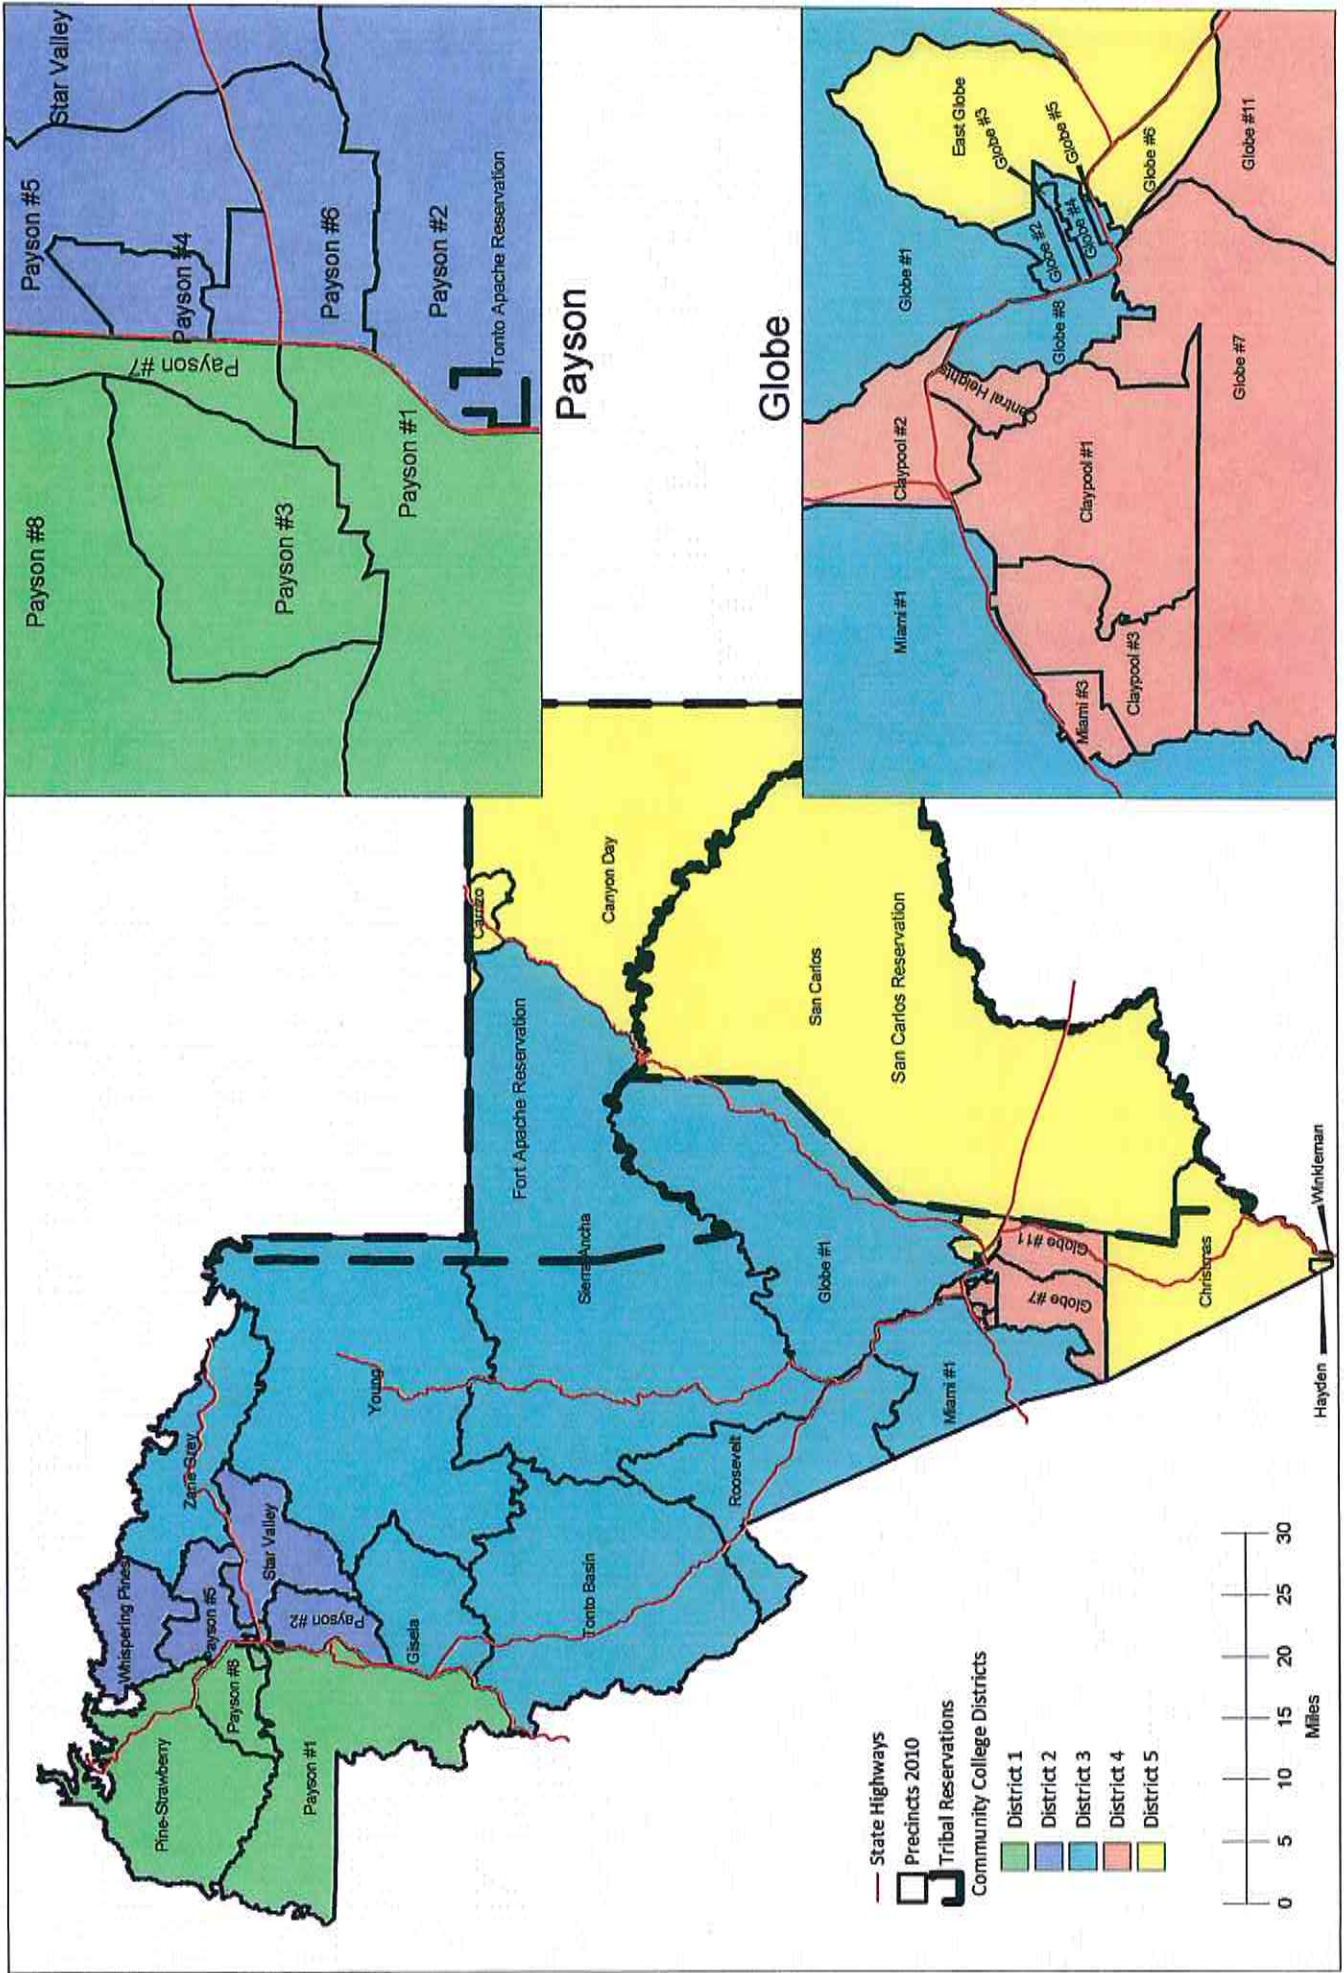 Pine-Strawberry
Payson #8
Payson #1
Whispering Pines
Payson #5
Payson #2
Star Valley
Zane Grey
Gisela
Young
Tonto Basin
Roosevelt
Sierra Ancha
Fort Apache Reservation
Carrizo
Canyon Day
Globe #1
Miami #1
San Carlos
San Carlos Reservation
Globe #7
Globe #11
Christmas
Hayden
Winkleman
State Highways
Precincts 2010
Tribal Reservations
Community College Districts
District 1
District 2
District 3
District 4
District 5
0 5 10 15 20 25 30
Miles
Payson #8
Payson #3
Payson #1
Payson #7
Payson #5
Payson #4
Payson #6
Payson #2
Star Valley
Tonto Apache Reservation
Payson
Globe
Miami #1
Claypool #2
Central Heights
Globe #1
East Globe
Globe #3
Globe #5
Globe #2
Globe #4
Globe #8
Globe #6
Miami #3
Claypool #3
Claypool #1
Globe #7
Globe #11